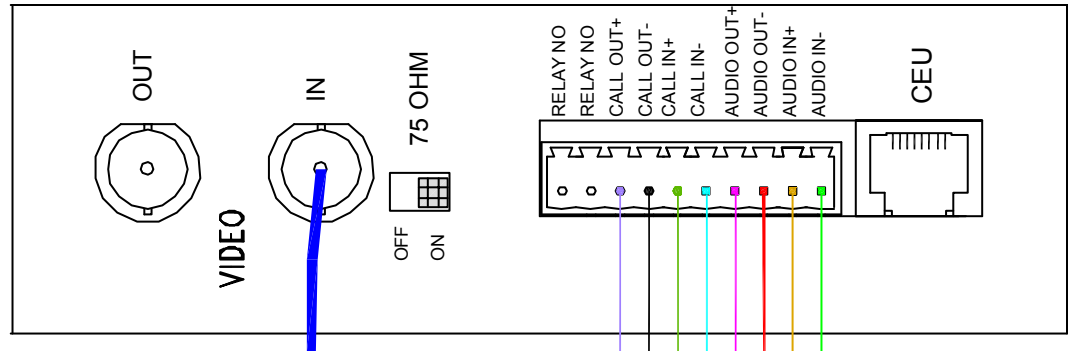 OUT
IN
75 OHM
VIDEO
OFF
ON
RELAY NO
RELAY NO
CALL OUT+
CALL OUT-
CALL IN+
CALL IN-
AUDIO OUT+
AUDIO OUT-
AUDIO IN+
AUDIO IN-
CEU